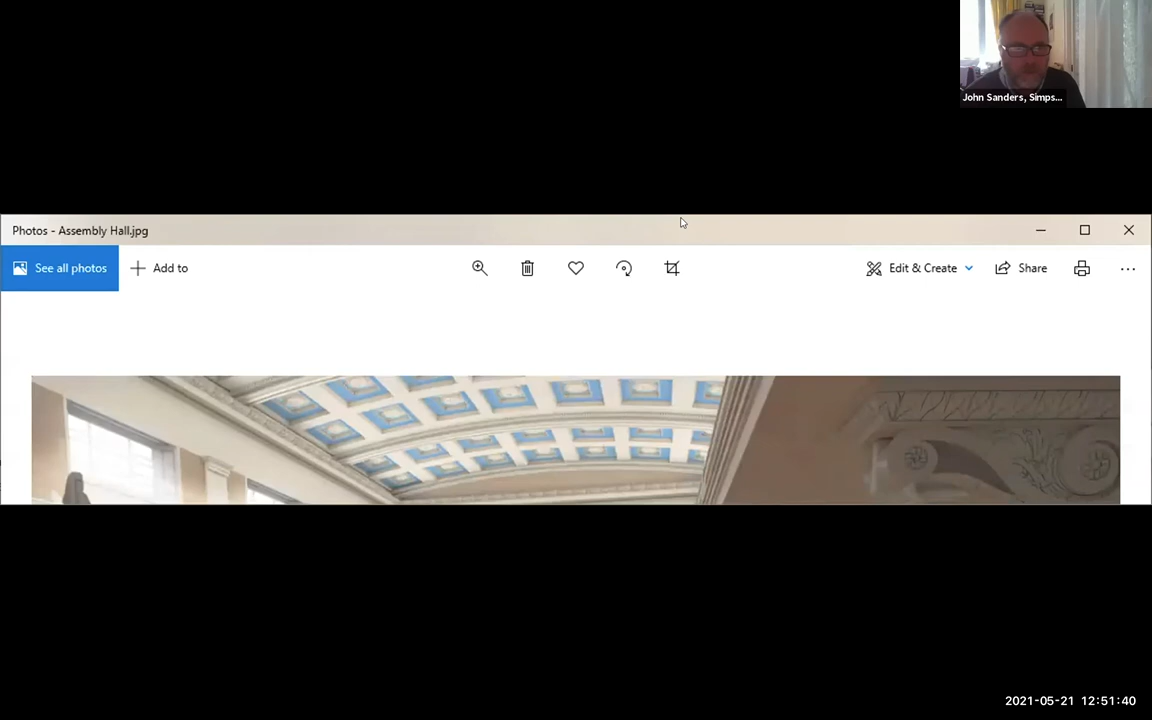 John Sanders, Simps...
Photos - Assembly Hall.jpg
See all photos
Add to
Edit & Create
Share
2021-05-21 12:51:40